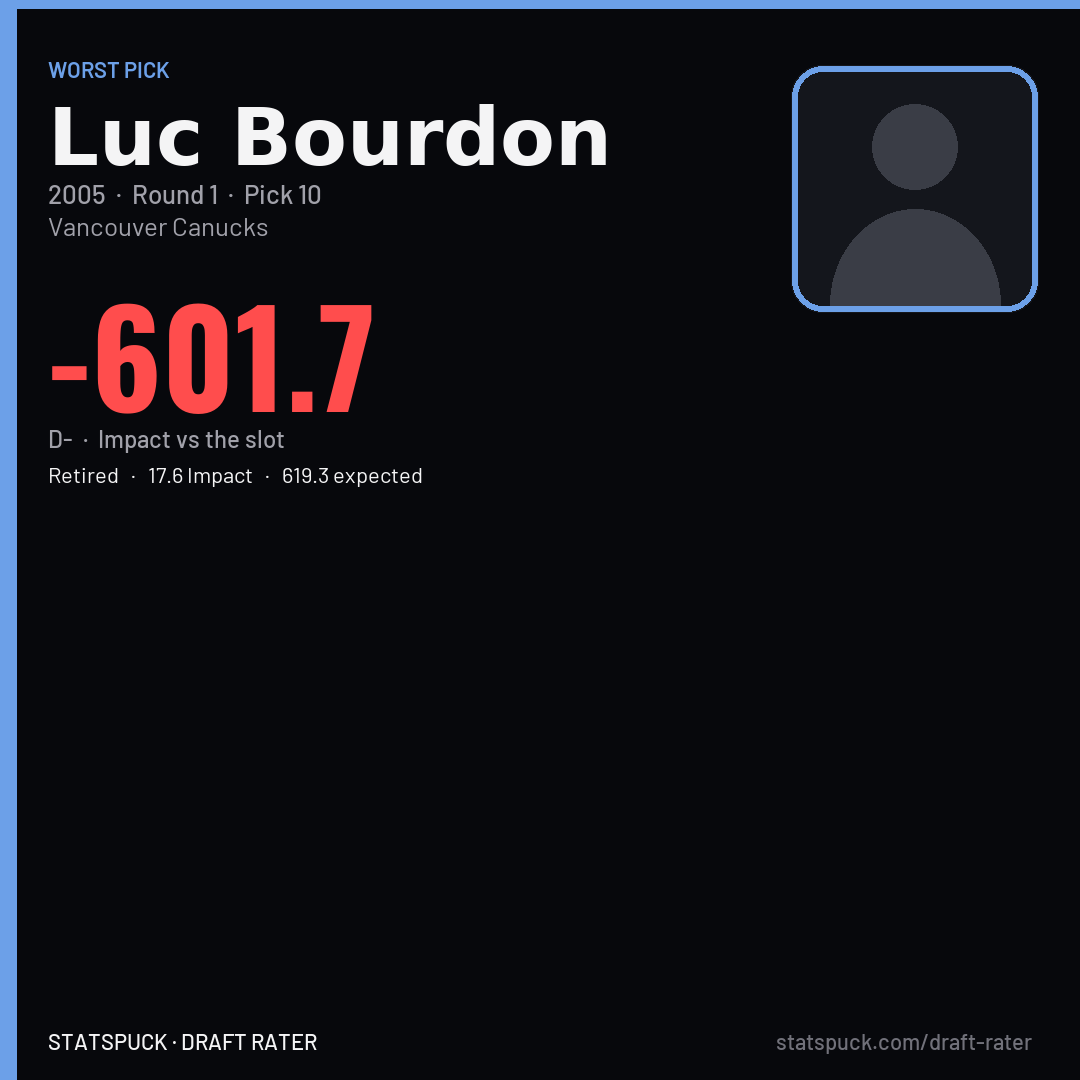 WORST PICK
Luc Bourdon
2005 · Round 1 · Pick 10
Vancouver Canucks
-601.7
D- · Impact vs the slot
Retired · 17.6 Impact · 619.3 expected
STATSPUCK · DRAFT RATER
statspuck.com/draft-rater